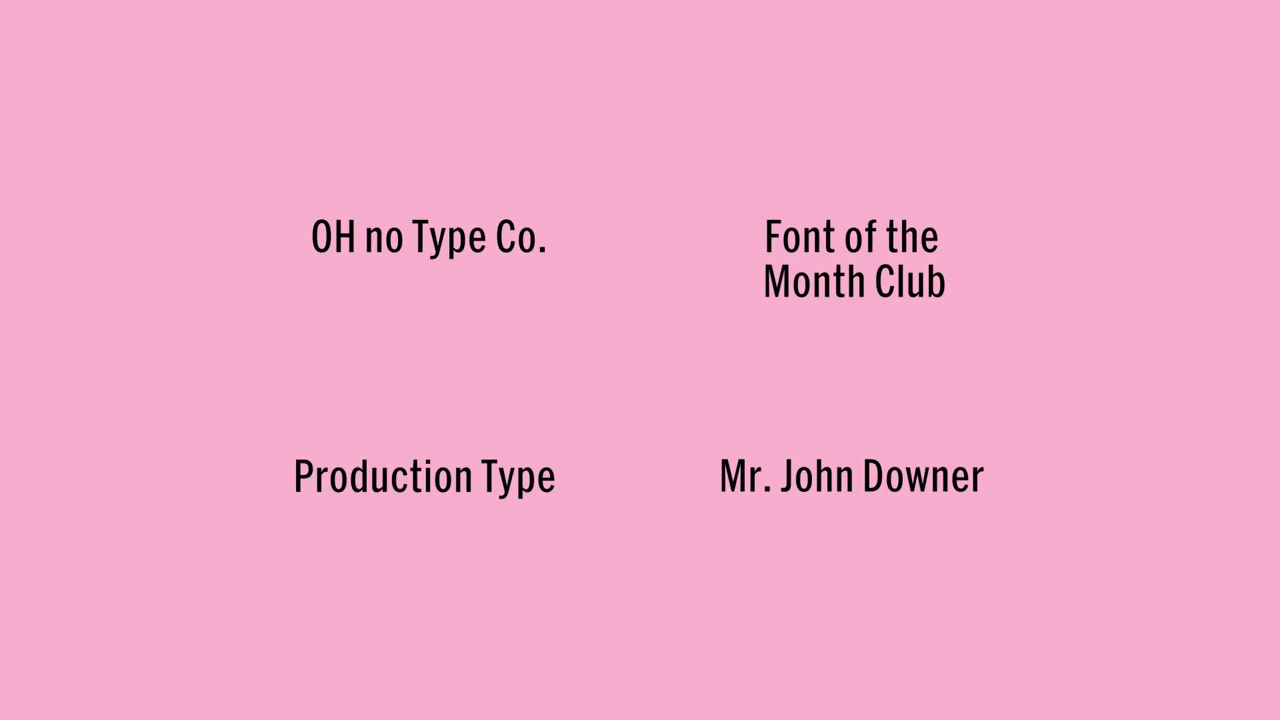 OH no Type Co.
Font of the
Month Club
Production Type
Mr. John Downer